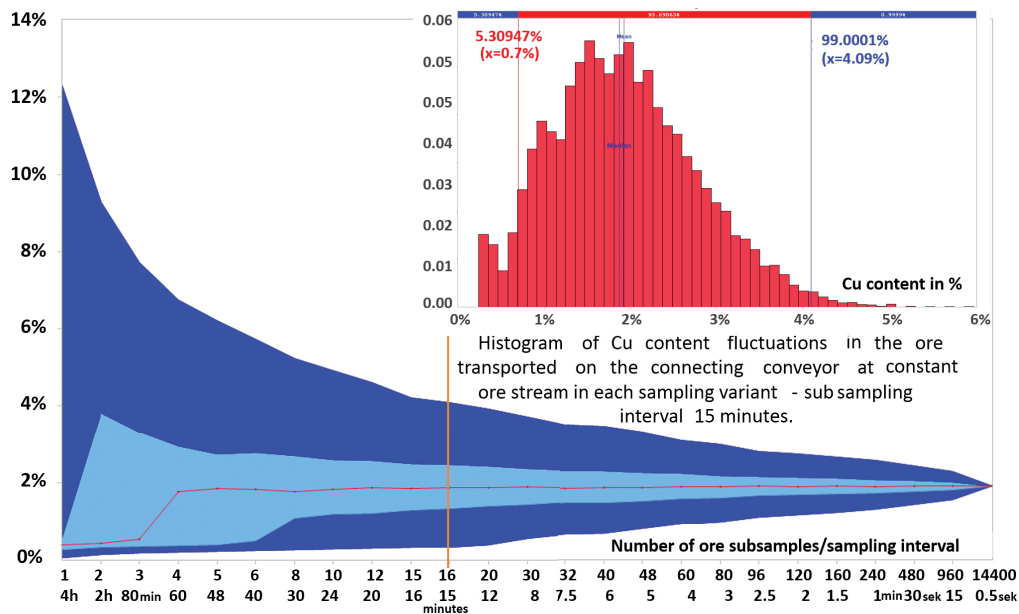 14%
12%
10%
8%
6%
4%
2%
0%
0.06
0.05
0.05
0.04
0.03
0.02
0.01
0.00
5.30947%
99.0001%
5.30947%
(x=0.7%)
Mean
99.0001%
(x=4.09%)
Median
Cu content in %
0% 1% 2% 3% 4% 5% 6%
Histogram of Cu content fluctuations in the ore
transported on the connecting conveyor at constant
ore stream in each sampling variant - sub sampling
interval 15 minutes.
Number of ore subsamples/sampling interval
1 2 3 4 5 6 8 10 12 15 16 20 30 32 40 48 60 80 96 120 160 240 480 960 14400
4h 2h 80min 60 48 40 30 24 20 16 15 12 8 7.5 6 5 4 3 2.5 2 1.5 1min 30sek 15 0.5sek
minutes